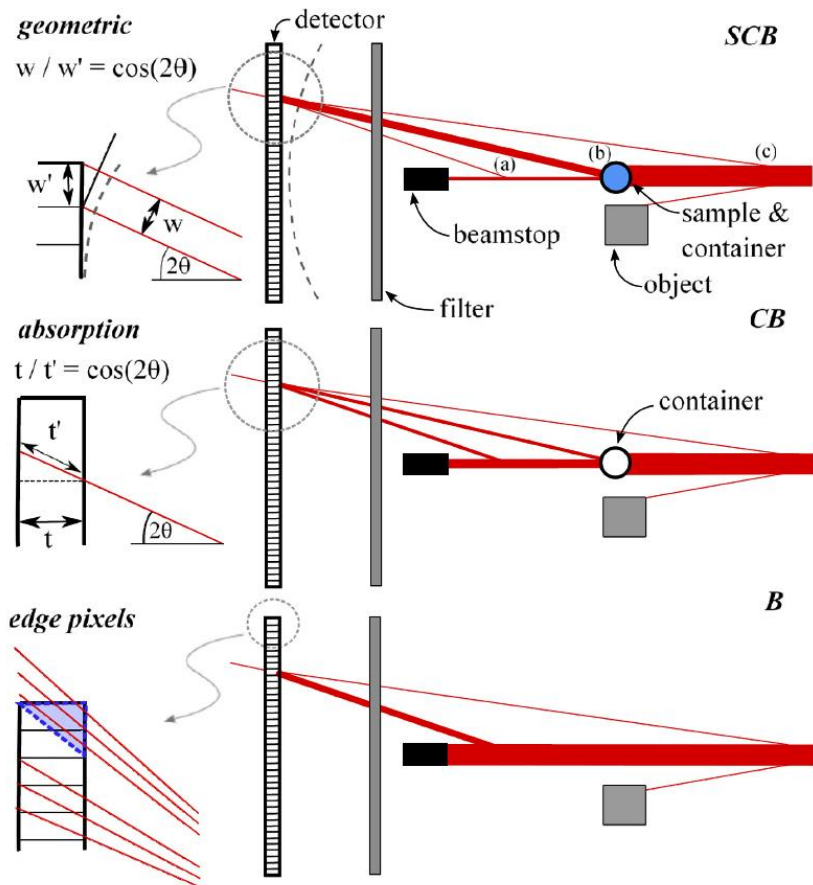 geometric
w / w' = cos(2θ)
detector
SCB
w'
w
2θ
(a)
(b)
(c)
beamstop
sample &
container
object
filter
absorption
t / t' = cos(2θ)
CB
t'
t
2θ
container
edge pixels
B